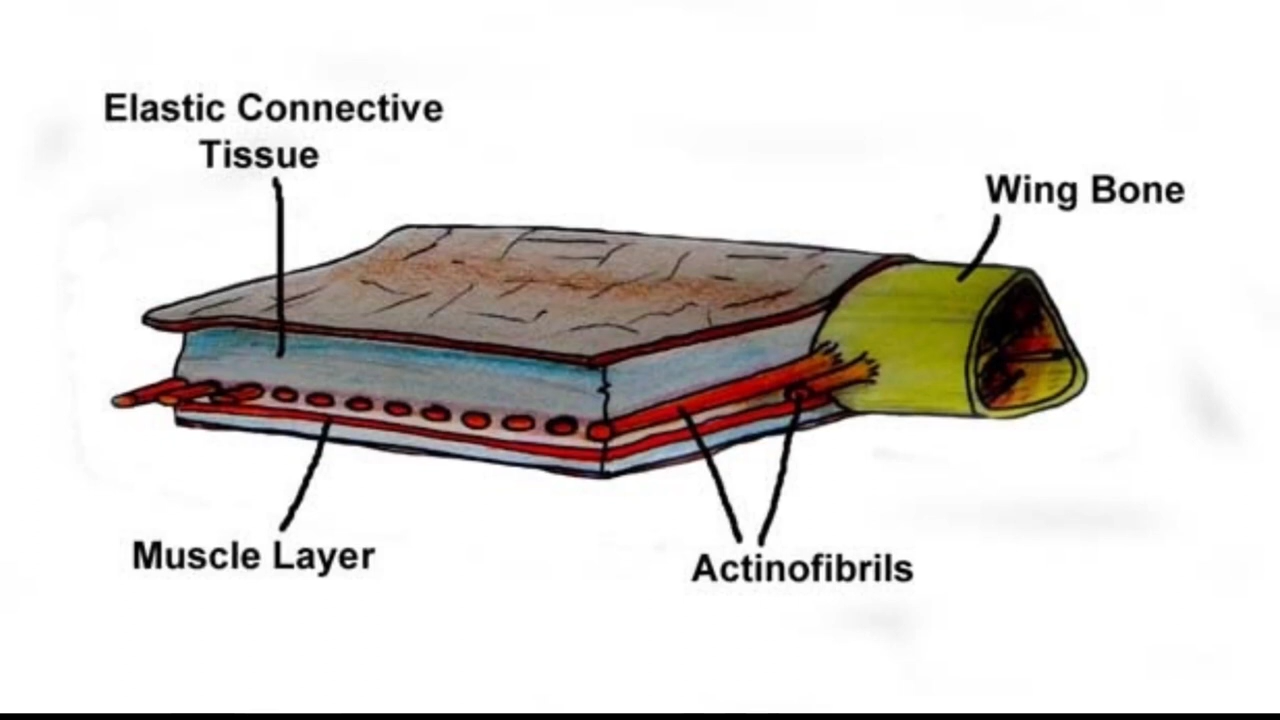 Elastic Connective
Tissue
Wing Bone
Muscle Layer
Actinofibrils